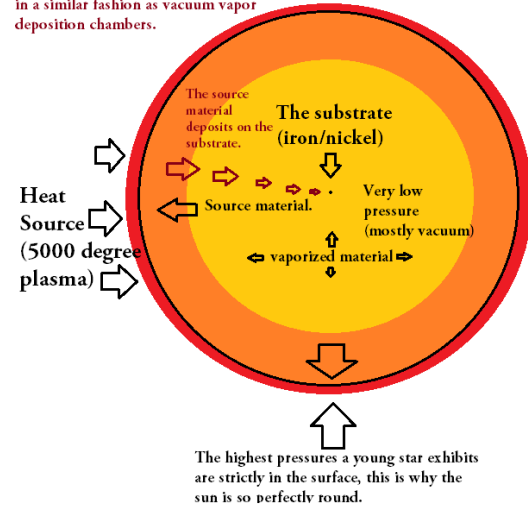 in a similar fashion as vacuum vapor
deposition chambers.
The source
material
deposits on the
substrate.
The substrate
(iron/nickel)
Heat
Source
(5000 degree
plasma)
Source material.
Very low
pressure
(mostly vacuum)
vaporized material
The highest pressures a young star exhibits
are strictly in the surface, this is why the
sun is so perfectly round.